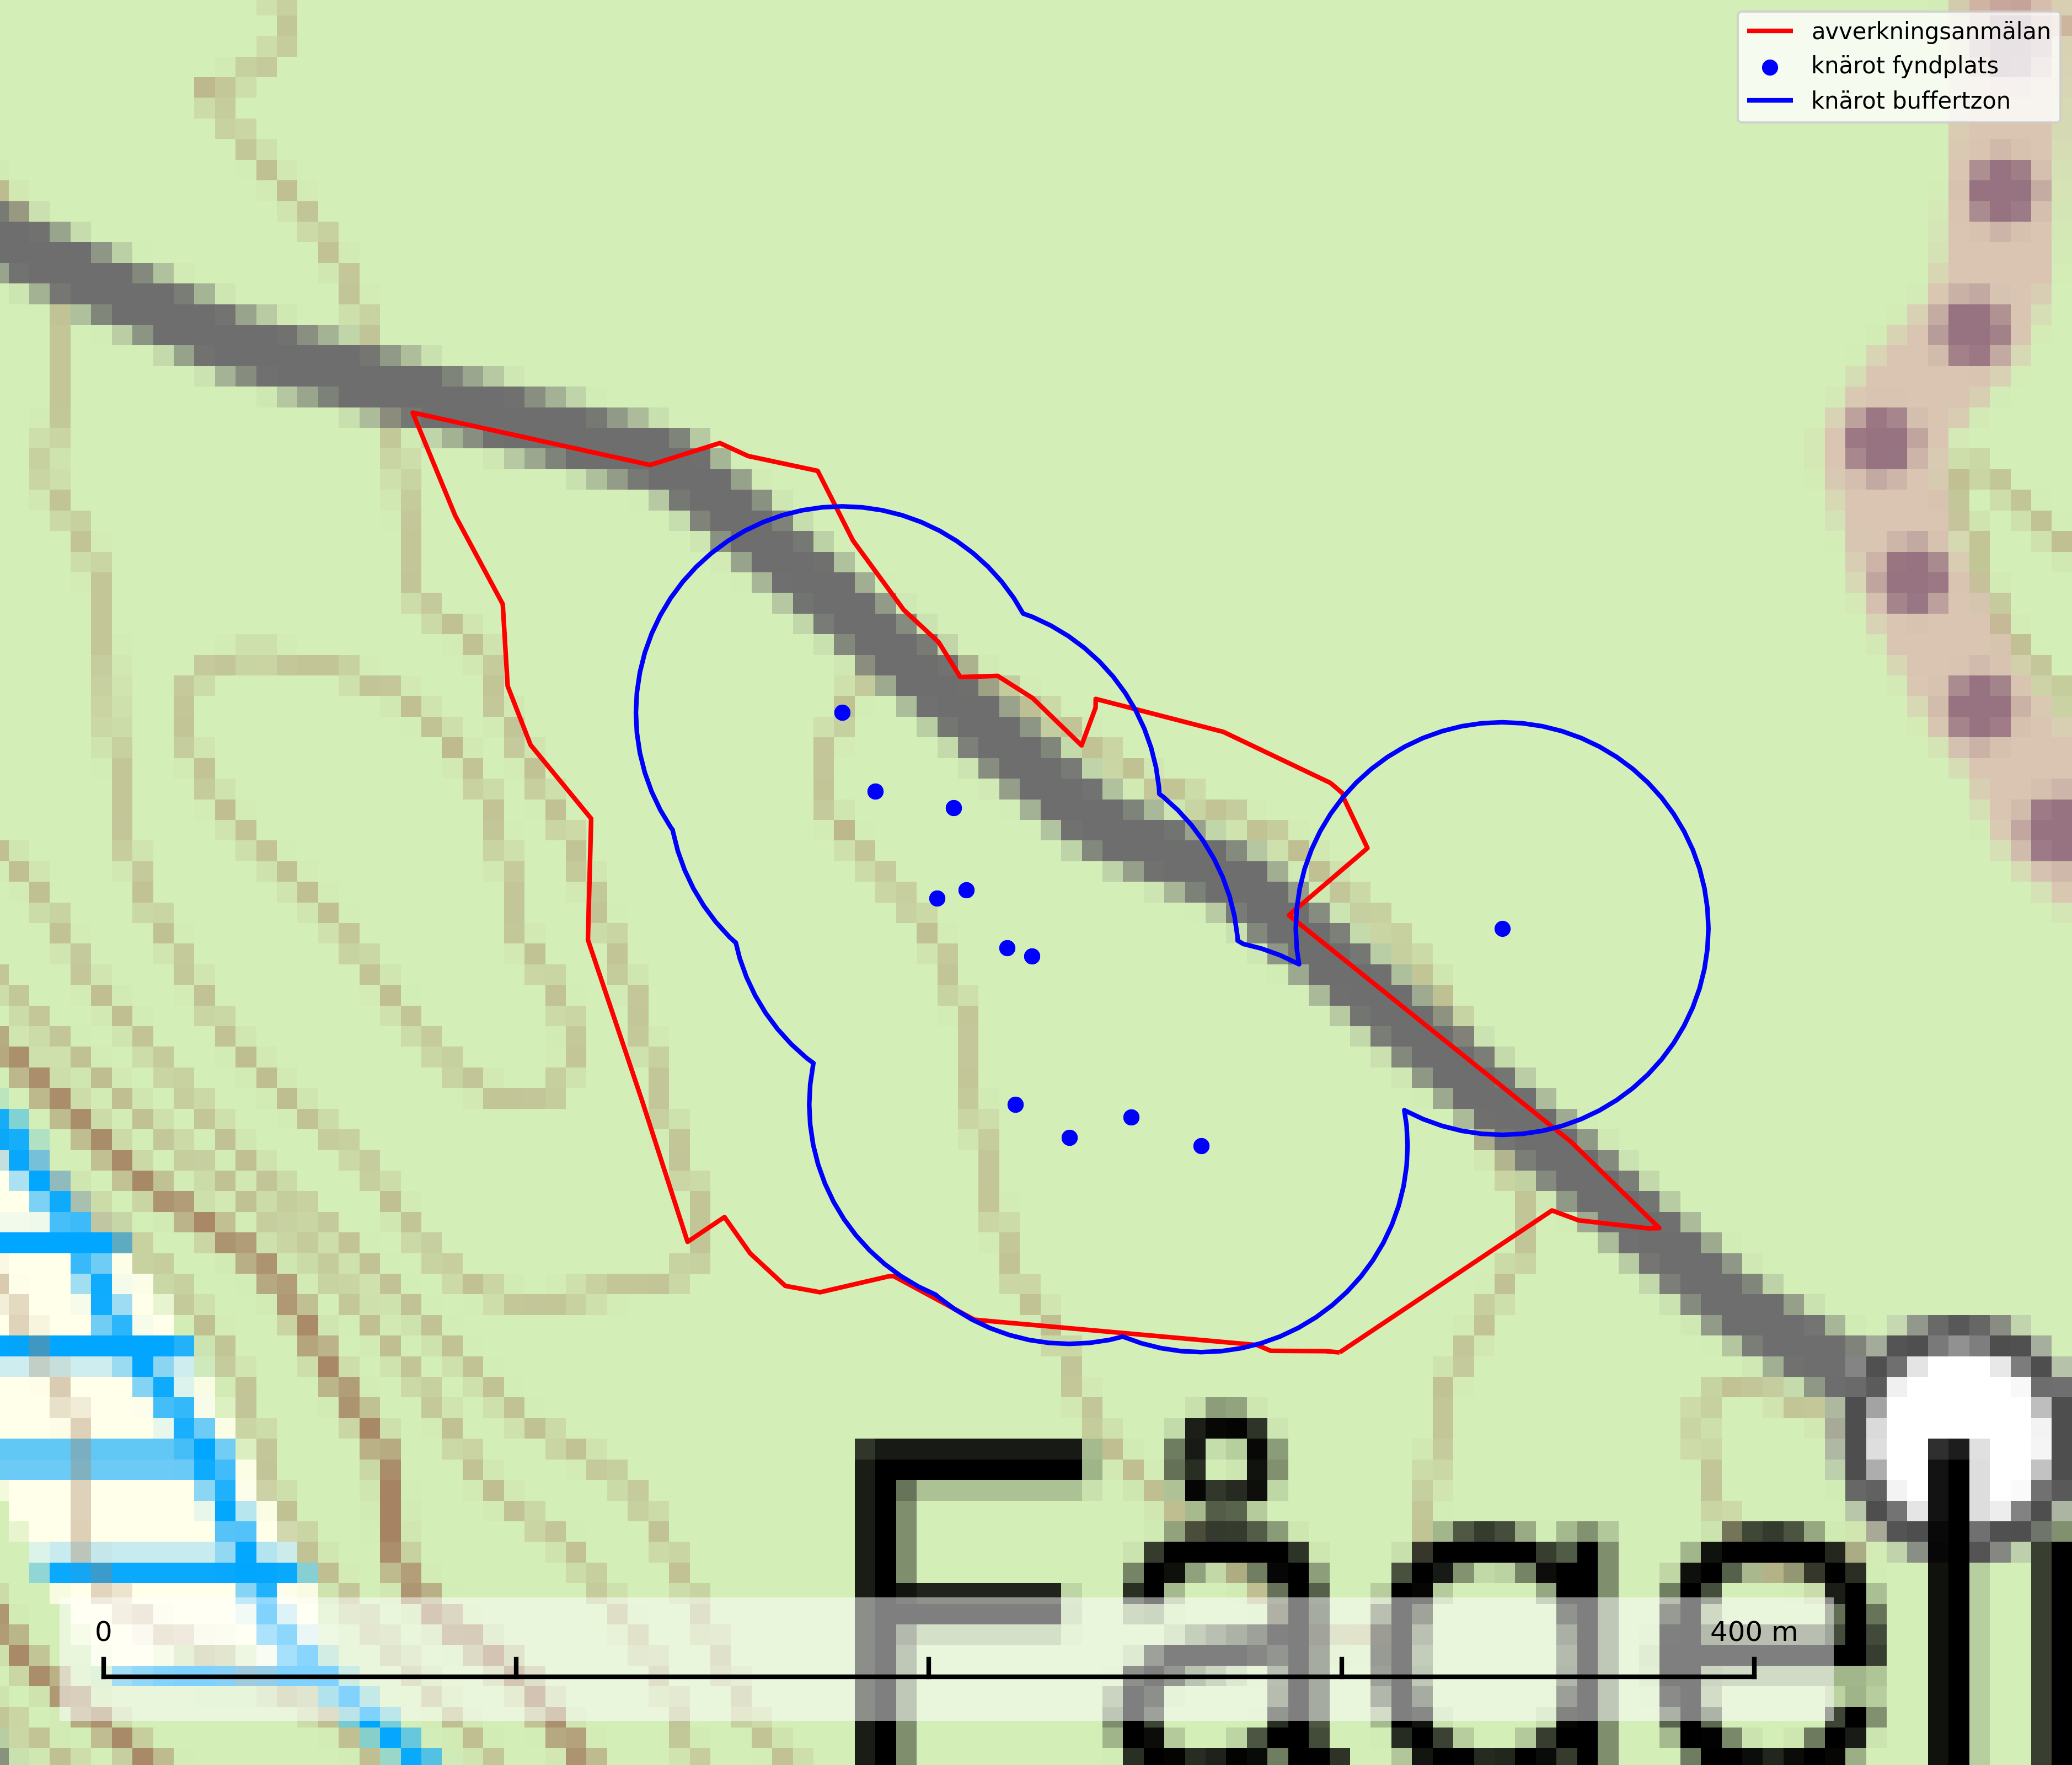 avverkningsanmälan
knärot fyndplats
knärot buffertzon
0
400 m